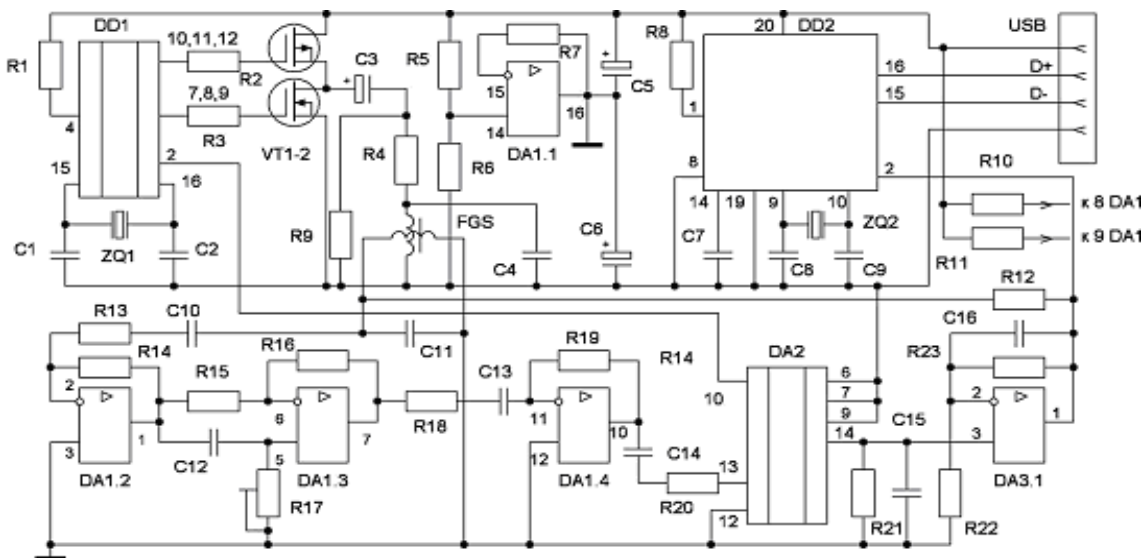 DD1
R1
10,11,12
R2
7,8,9
R3
4
2
15
16
ZQ1
C1
C2
VT1-2
C3
+
R4
R9
FGS
C4
R5
R6
R7
15
14
16
DA1.1
+
C5
C6
+
R8
20
DD2
1
8
14
19
9
10
2
16
15
C7
C8
ZQ2
C9
USB
D+
D-
R10
к 8 DA1
к 9 DA1
R11
R12
C16
R23
R13
C10
C11
R14
2
3
1
DA1.2
R15
C12
R16
6
5
7
DA1.3
R17
R18
C13
R19
11
12
10
DA1.4
C14
R20
R14
DA2
10
13
12
6
7
9
14
C15
R21
R22
2
3
1
DA3.1